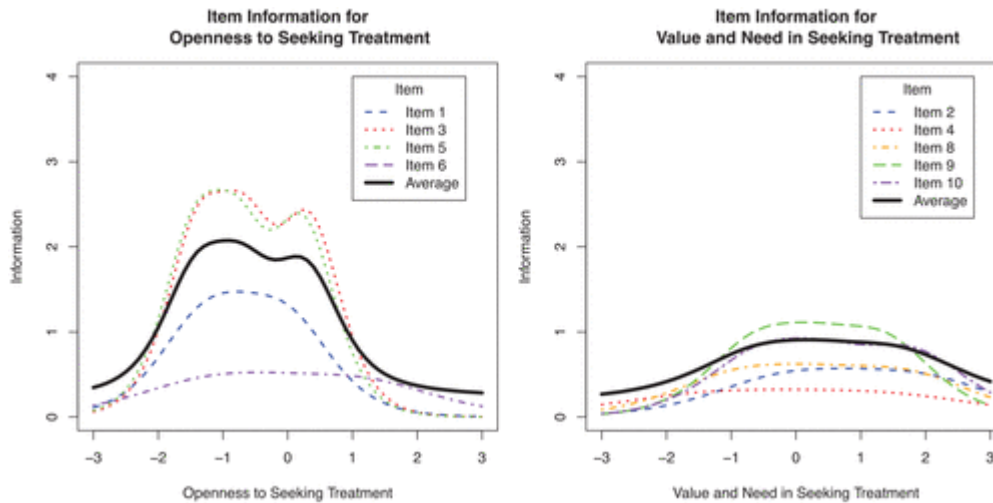 Item Information for
Openness to Seeking Treatment
4
3
2
1
0
Information
Item
Item 1
Item 3
Item 5
Item 6
Average
−3 −2 −1 0 1 2 3
Openness to Seeking Treatment
Item Information for
Value and Need in Seeking Treatment
4
3
2
1
0
Information
Item
Item 2
Item 4
Item 8
Item 9
Item 10
Average
−3 −2 −1 0 1 2 3
Value and Need in Seeking Treatment